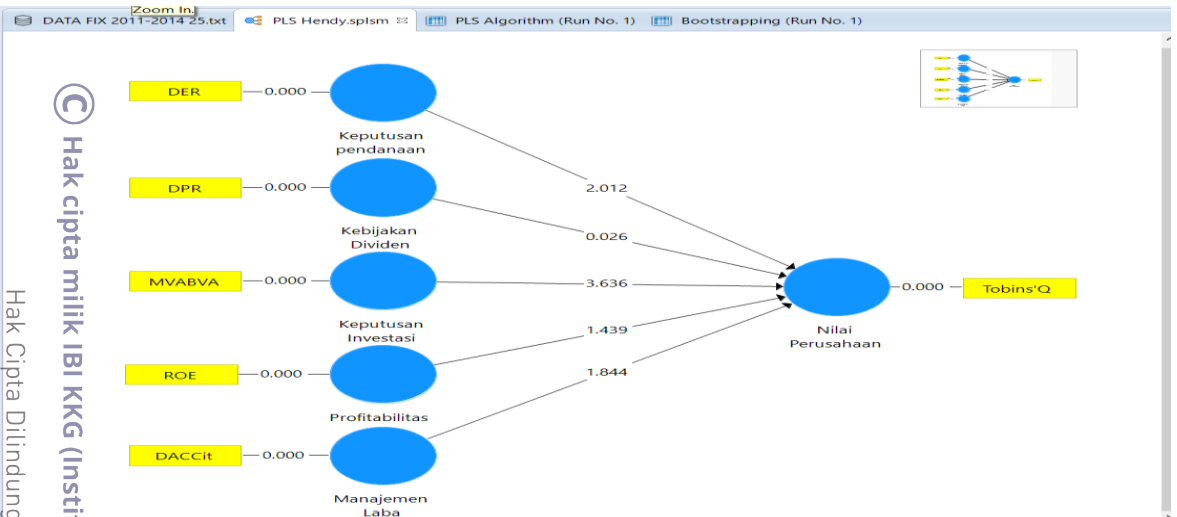 Zoom In.
DATA FIX 2011-2014 25.txt
PLS Hendy.splsm
PLS Algorithm (Run No. 1)
Bootstrapping (Run No. 1)
DER
0.000
Keputusan
pendanaan
2.012
DPR
0.000
Kebijakan
Dividen
0.026
MVABVA
0.000
Keputusan
Investasi
3.636
ROE
0.000
Profitabilitas
1.439
DACCit
0.000
Manajemen
Laba
1.844
Nilai
Perusahaan
0.000
Tobins'Q
© Hak cipta milik IBI KKG (Insti
Hak Cipta Dilindung